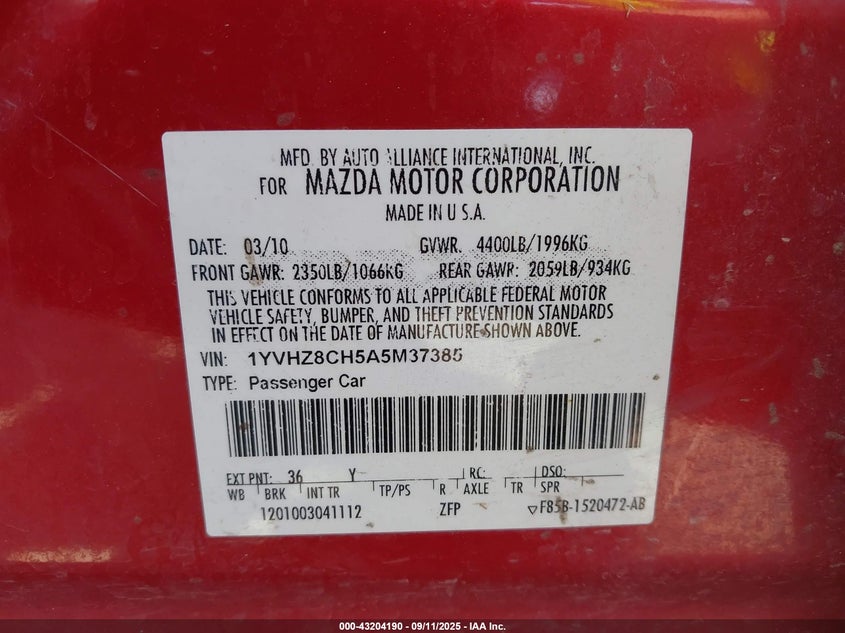 MFD. BY AUTO ALLIANCE INTERNATIONAL, INC.
FOR MAZDA MOTOR CORPORATION
MADE IN U S.A.
DATE: 03/10 GVWR. 4400LB/1996KG
FRONT GAWR: 2350LB/1066KG REAR GAWR: 2059LB/934KG
THIS VEHICLE CONFORMS TO ALL APPLICABLE FEDERAL MOTOR
VEHICLE SAFETY, BUMPER, AND THEFT PREVENTION STANDARDS
IN EFFECT ON THE DATE OF MANUFACTURE SHOWN ABOVE.
VIN: 1YVHZ8CH5A5M37385
TYPE: Passenger Car
EXT PNT: 36 Y RC: DSO:
WB BRK INT TR TP/PS R AXLE TR SPR
1201003041112 ZFP ▽F85B-1520472-AB
000-43204190 - 09/11/2025 - IAA Inc.